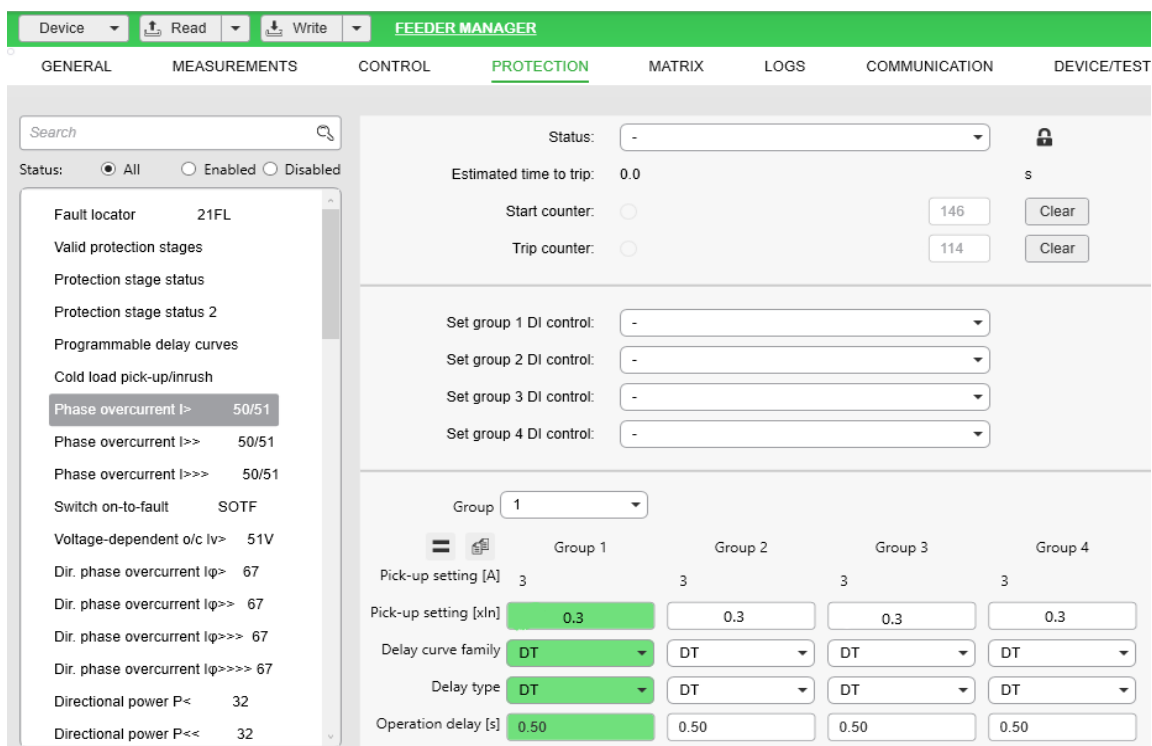 Device Read Write FEEDER MANAGER
GENERAL MEASUREMENTS CONTROL PROTECTION MATRIX LOGS COMMUNICATION DEVICE/TEST
Search
Status: All Enabled Disabled
Fault locator 21FL
Valid protection stages
Protection stage status
Protection stage status 2
Programmable delay curves
Cold load pick-up/inrush
Phase overcurrent I> 50/51
Phase overcurrent I>> 50/51
Phase overcurrent I>>> 50/51
Switch on-to-fault SOTF
Voltage-dependent o/c Iv> 51V
Dir. phase overcurrent Iφ> 67
Dir. phase overcurrent Iφ>> 67
Dir. phase overcurrent Iφ>>> 67
Dir. phase overcurrent Iφ>>>> 67
Directional power P< 32
Directional power P<< 32
Status: -
Estimated time to trip: 0.0 s
Start counter: 146 Clear
Trip counter: 114 Clear
Set group 1 DI control: -
Set group 2 DI control: -
Set group 3 DI control: -
Set group 4 DI control: -
Group 1
Group 1 Group 2 Group 3 Group 4
Pick-up setting [A] 3 3 3 3
Pick-up setting [xIn] 0.3 0.3 0.3 0.3
Delay curve family DT DT DT DT
Delay type DT DT DT DT
Operation delay [s] 0.50 0.50 0.50 0.50